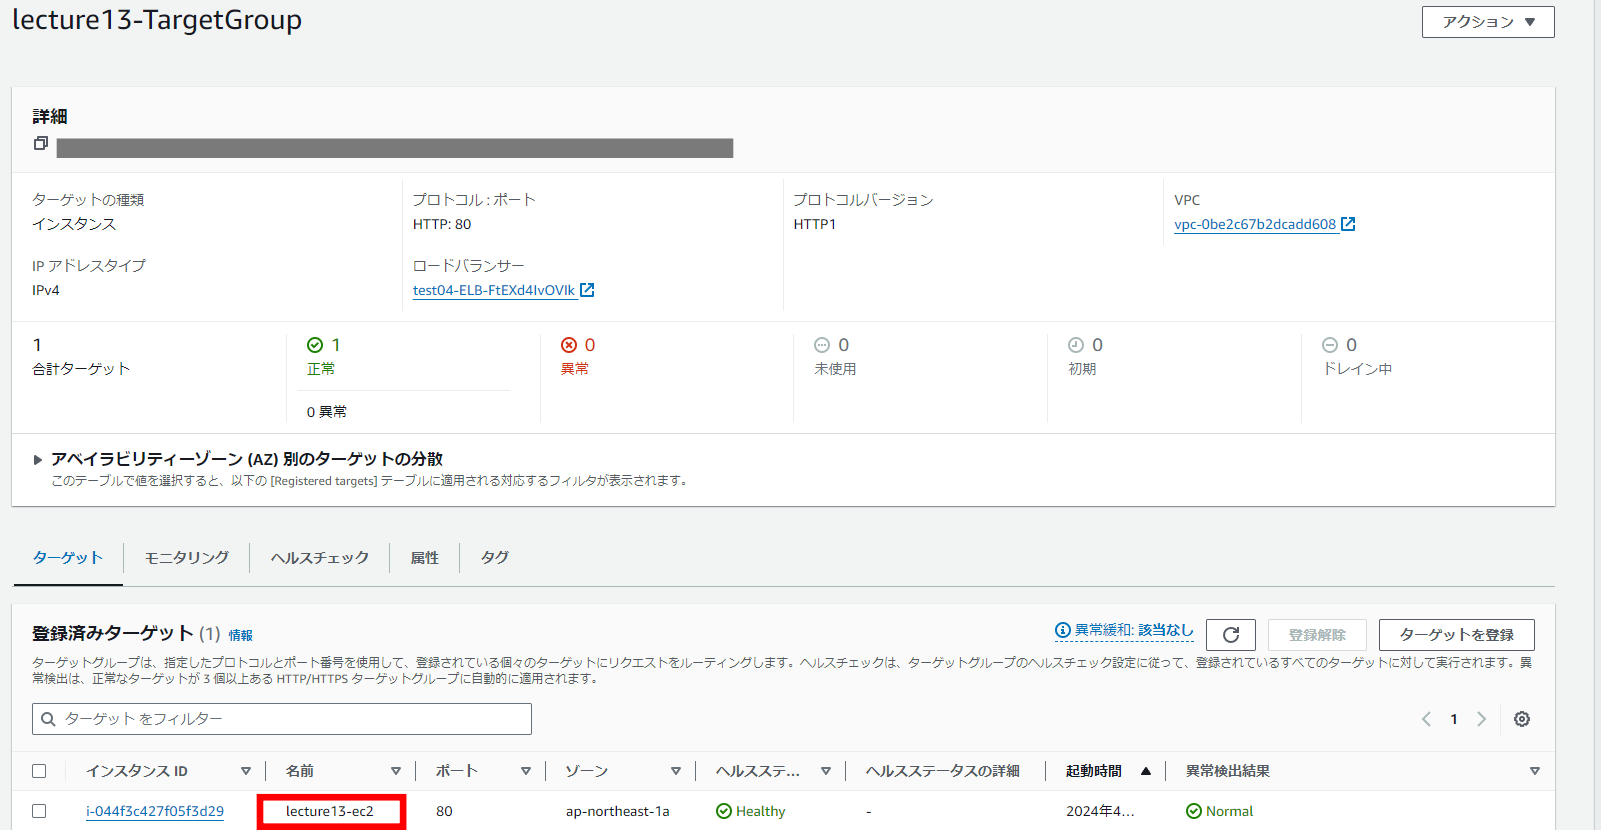 lecture13-TargetGroup
アクション
詳細
ターゲットの種類
インスタンス
プロトコル : ポート
HTTP: 80
プロトコルバージョン
HTTP1
VPC
vpc-0be2c67b2dcadd608
IP アドレスタイプ
IPv4
ロードバランサー
test04-ELB-FtEXd4IvOVIk
1
合計ターゲット
1
正常
0 異常
0
異常
0
未使用
0
初期
0
ドレイン中
アベイラビリティーゾーン (AZ) 別のターゲットの分散
このテーブルで値を選択すると、以下の [Registered targets] テーブルに適用される対応するフィルタが表示されます。
ターゲット
モニタリング
ヘルスチェック
属性
タグ
登録済みターゲット (1) 情報
異常緩和: 該当なし
登録解除
ターゲットを登録
ターゲットグループは、指定したプロトコルとポート番号を使用して、登録されている個々のターゲットにリクエストをルーティングします。ヘルスチェックは、ターゲットグループのヘルスチェック設定に従って、登録されているすべてのターゲットに対して実行されます。異
常検出は、正常なターゲットが 3 個以上ある HTTP/HTTPS ターゲットグループに自動的に適用されます。
ターゲット をフィルター
1
インスタンス ID 名前 ポート ゾーン ヘルスステ... ヘルスステータスの詳細 起動時間 異常検出結果
i-044f3c427f05f3d29 lecture13-ec2 80 ap-northeast-1a Healthy - 2024年4... Normal